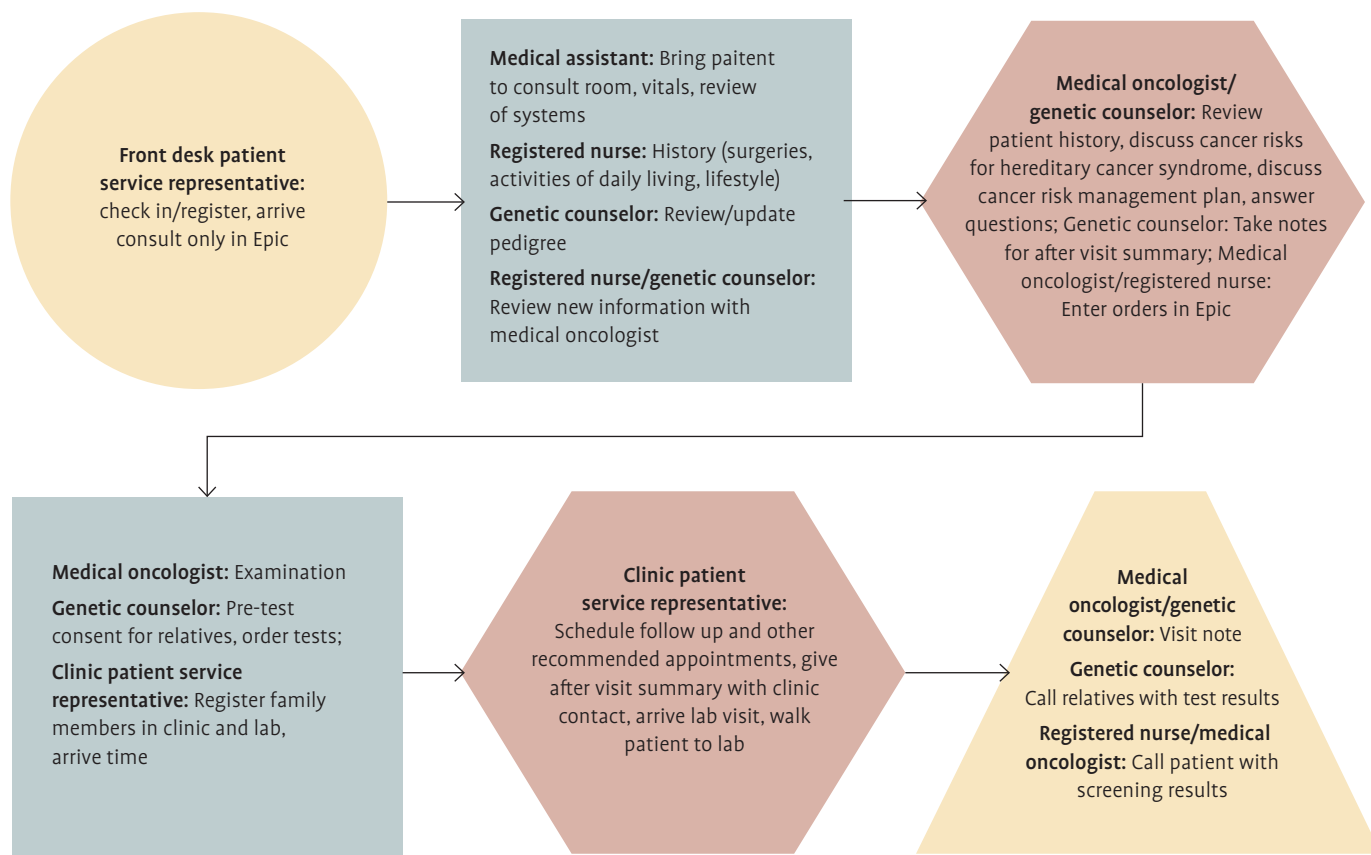 Front desk patient
service representative:
check in/register, arrive
consult only in Epic
Medical assistant: Bring paitent
to consult room, vitals, review
of systems
Registered nurse: History (surgeries,
activities of daily living, lifestyle)
Genetic counselor: Review/update
pedigree
Registered nurse/genetic counselor:
Review new information with
medical oncologist
Medical oncologist/
genetic counselor: Review
patient history, discuss cancer risks
for hereditary cancer syndrome, discuss
cancer risk management plan, answer
questions; Genetic counselor: Take notes
for after visit summary; Medical
oncologist/registered nurse:
Enter orders in Epic
Medical oncologist: Examination
Genetic counselor: Pre-test
consent for relatives, order tests;
Clinic patient service
representative: Register family
members in clinic and lab,
arrive time
Clinic patient
service representative:
Schedule follow up and other
recommended appointments, give
after visit summary with clinic
contact, arrive lab visit, walk
patient to lab
Medical
oncologist/genetic
counselor: Visit note
Genetic counselor:
Call relatives with test results
Registered nurse/medical
oncologist: Call patient with
screening results